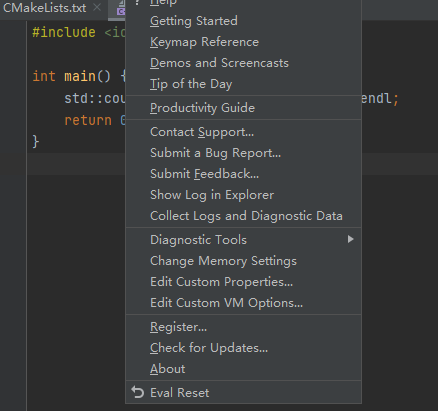 CMakeLists.txt
Help
#include <io
Getting Started
Keymap Reference
Demos and Screencasts
Tip of the Day
int main() {
std::cou
endl;
return 0
}
Productivity Guide
Contact Support...
Submit a Bug Report...
Submit Feedback...
Show Log in Explorer
Collect Logs and Diagnostic Data
Diagnostic Tools
Change Memory Settings
Edit Custom Properties...
Edit Custom VM Options...
Register...
Check for Updates...
About
Eval Reset